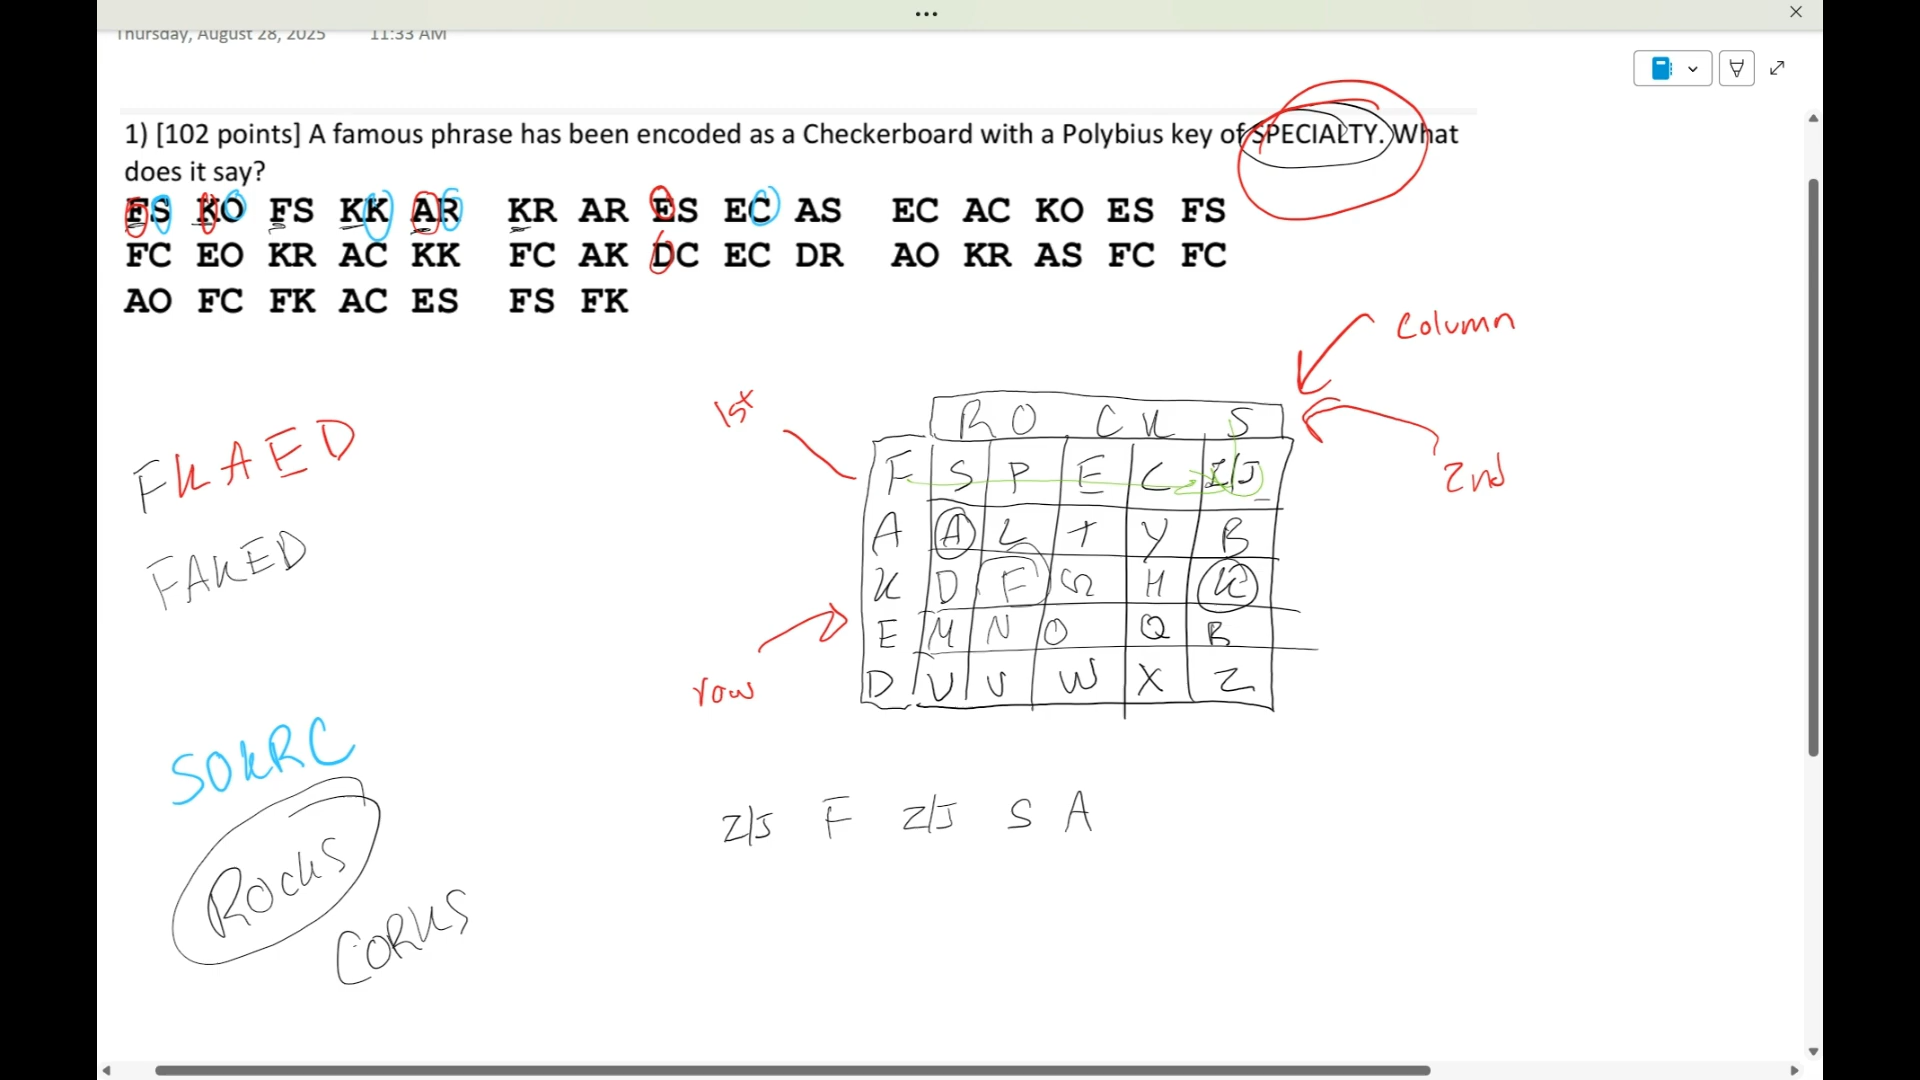 Thursday, August 28, 2025 11:33 AM
1) [102 points] A famous phrase has been encoded as a Checkerboard with a Polybius key of SPECIALTY. What
does it say?
FS KO FS KK AR KR AR ES EC AS EC AC KO ES FS
FC EO KR AC KK FC AK DC EC DR AO KR AS FC FC
AO FC FK AC ES FS FK
Column
1st
2nd
R O C K S
F S P E C I/J
A A L T Y B
K D F G H K
E M N O Q R
D U V W X Z
row
FKAED
FAKED
SOKRC
ROCKS
CORKS
I/J F I/J S A